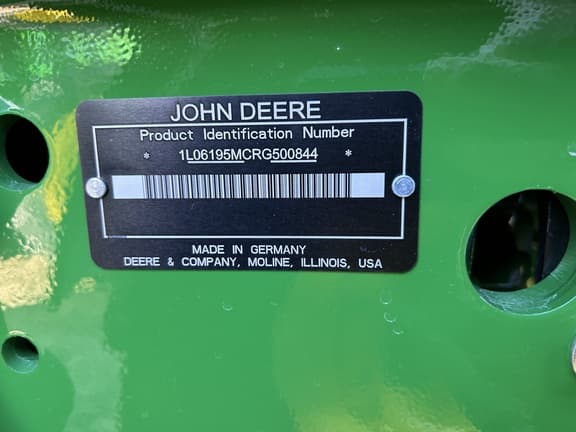 JOHN DEERE
Product Identification Number
* 1L06195MCRG500844 *
MADE IN GERMANY
DEERE & COMPANY, MOLINE, ILLINOIS, USA